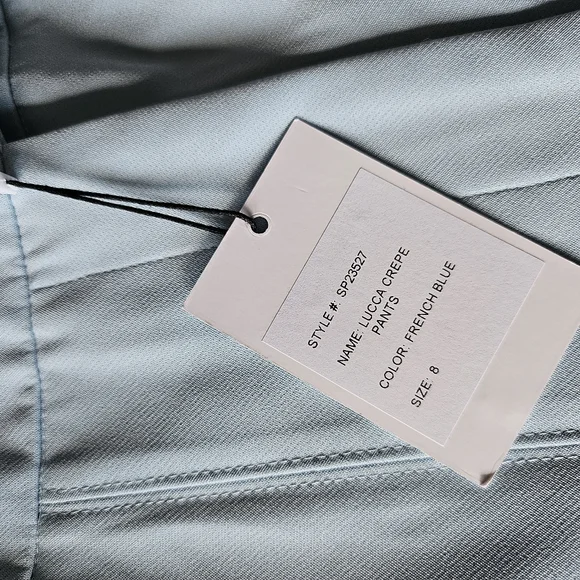 STYLE #: SP23527
NAME: LUCCA CREPE
PANTS
COLOR: FRENCH BLUE
SIZE: 8